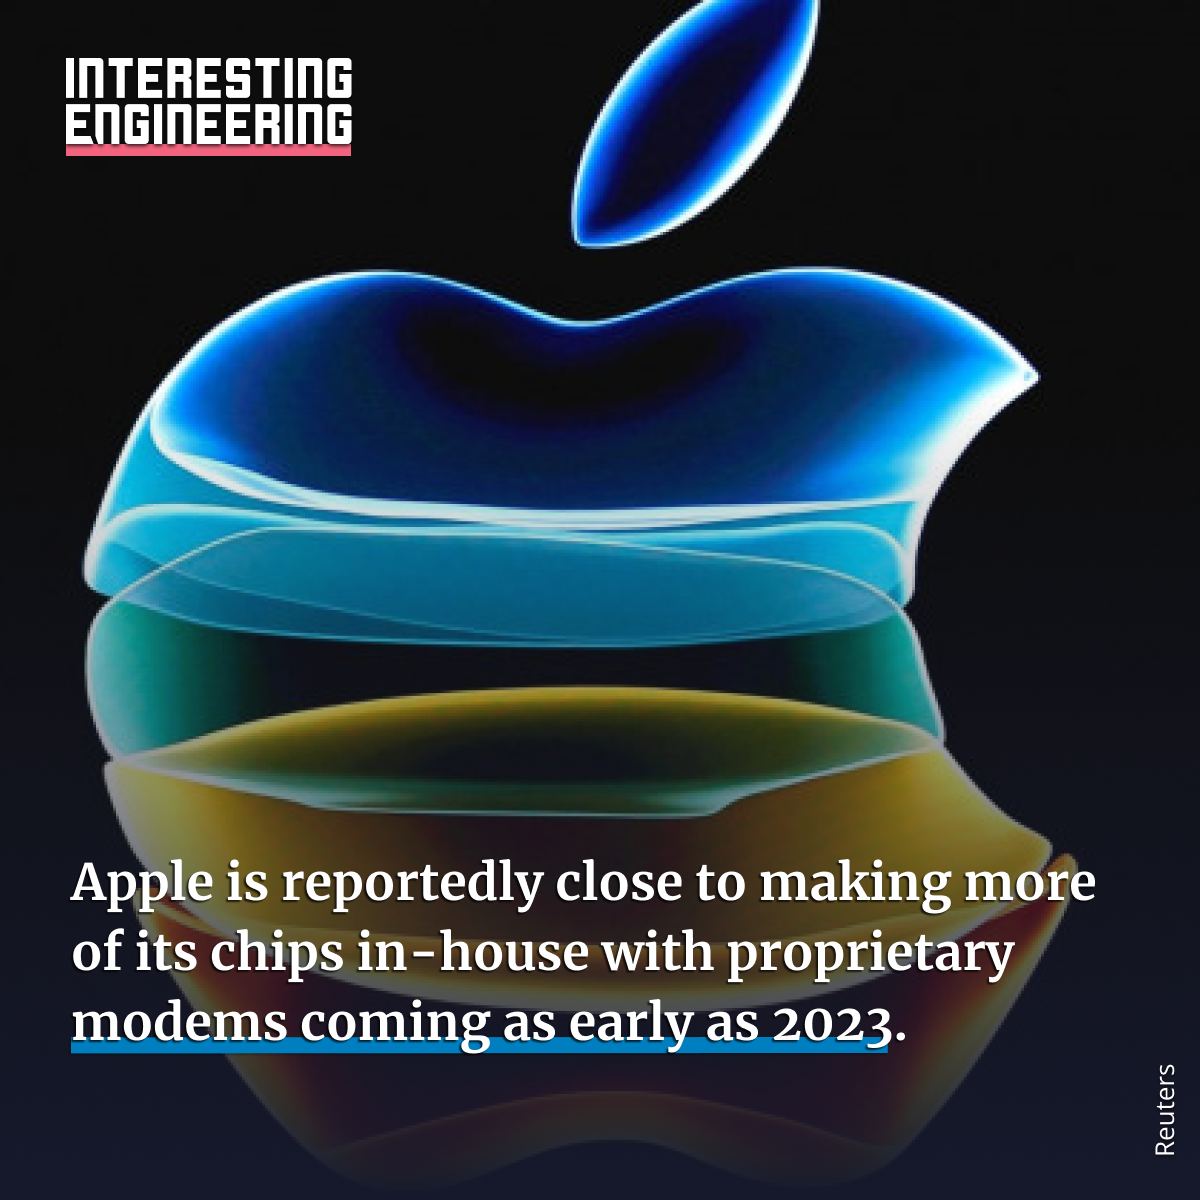 INTERESTING
ENGINEERING
Apple is reportedly close to making more
of its chips in-house with proprietary
modems coming as early as 2023.
Reuters